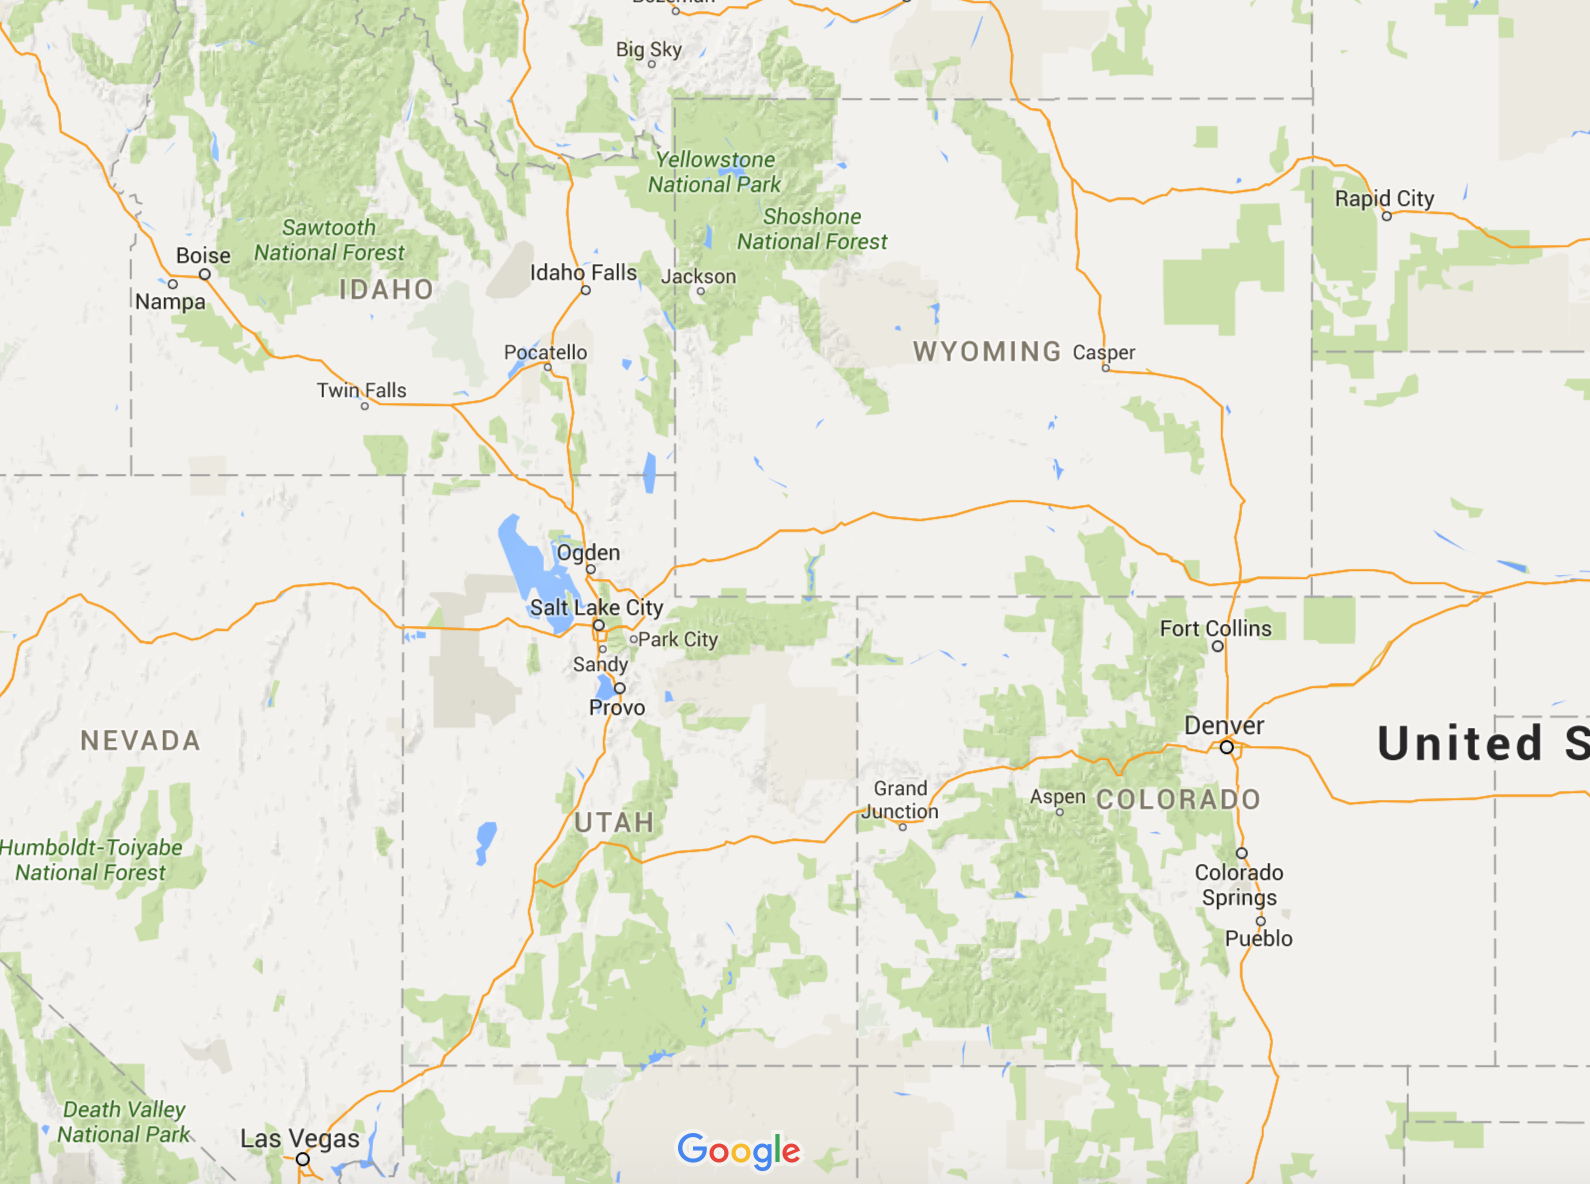 Bozeman
Big Sky
Yellowstone
National Park
Shoshone
National Forest
Rapid City
Sawtooth
National Forest
Boise
Nampa
IDAHO
Idaho Falls
Jackson
WYOMING
Casper
Pocatello
Twin Falls
Ogden
Salt Lake City
Park City
Sandy
Provo
Fort Collins
NEVADA
Denver
United S
Grand
Junction
Aspen
COLORADO
UTAH
Humboldt-Toiyabe
National Forest
Colorado
Springs
Pueblo
Death Valley
National Park
Las Vegas
Google